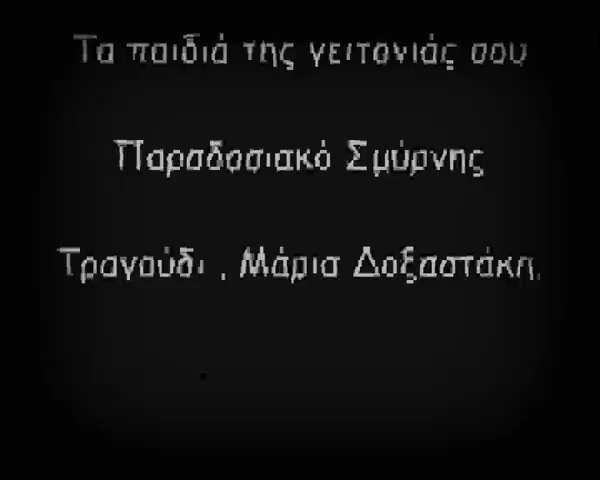 Τα παιδιά της γειτονιάς σου
Παραδοσιακό Σμύρνης
Τραγούδι , Μάρια Δοξαστάκη.